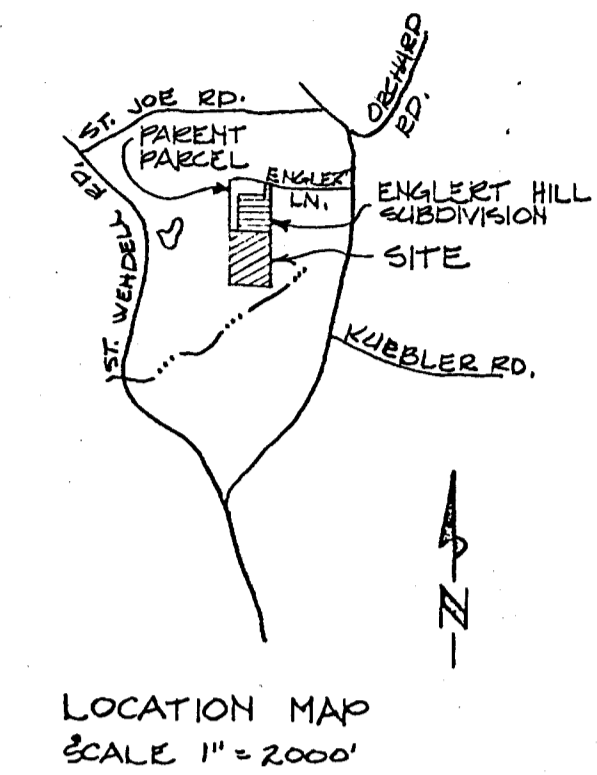 ORCHARD
RD.
ST. JOE RD.
PARENT
PARCEL
ENGLER
LN.
ENGLERT HILL
SUBDIVISION
SITE
ST. WENDELL RD.
KUEBLER RD.
N
LOCATION MAP
SCALE 1" = 2000'